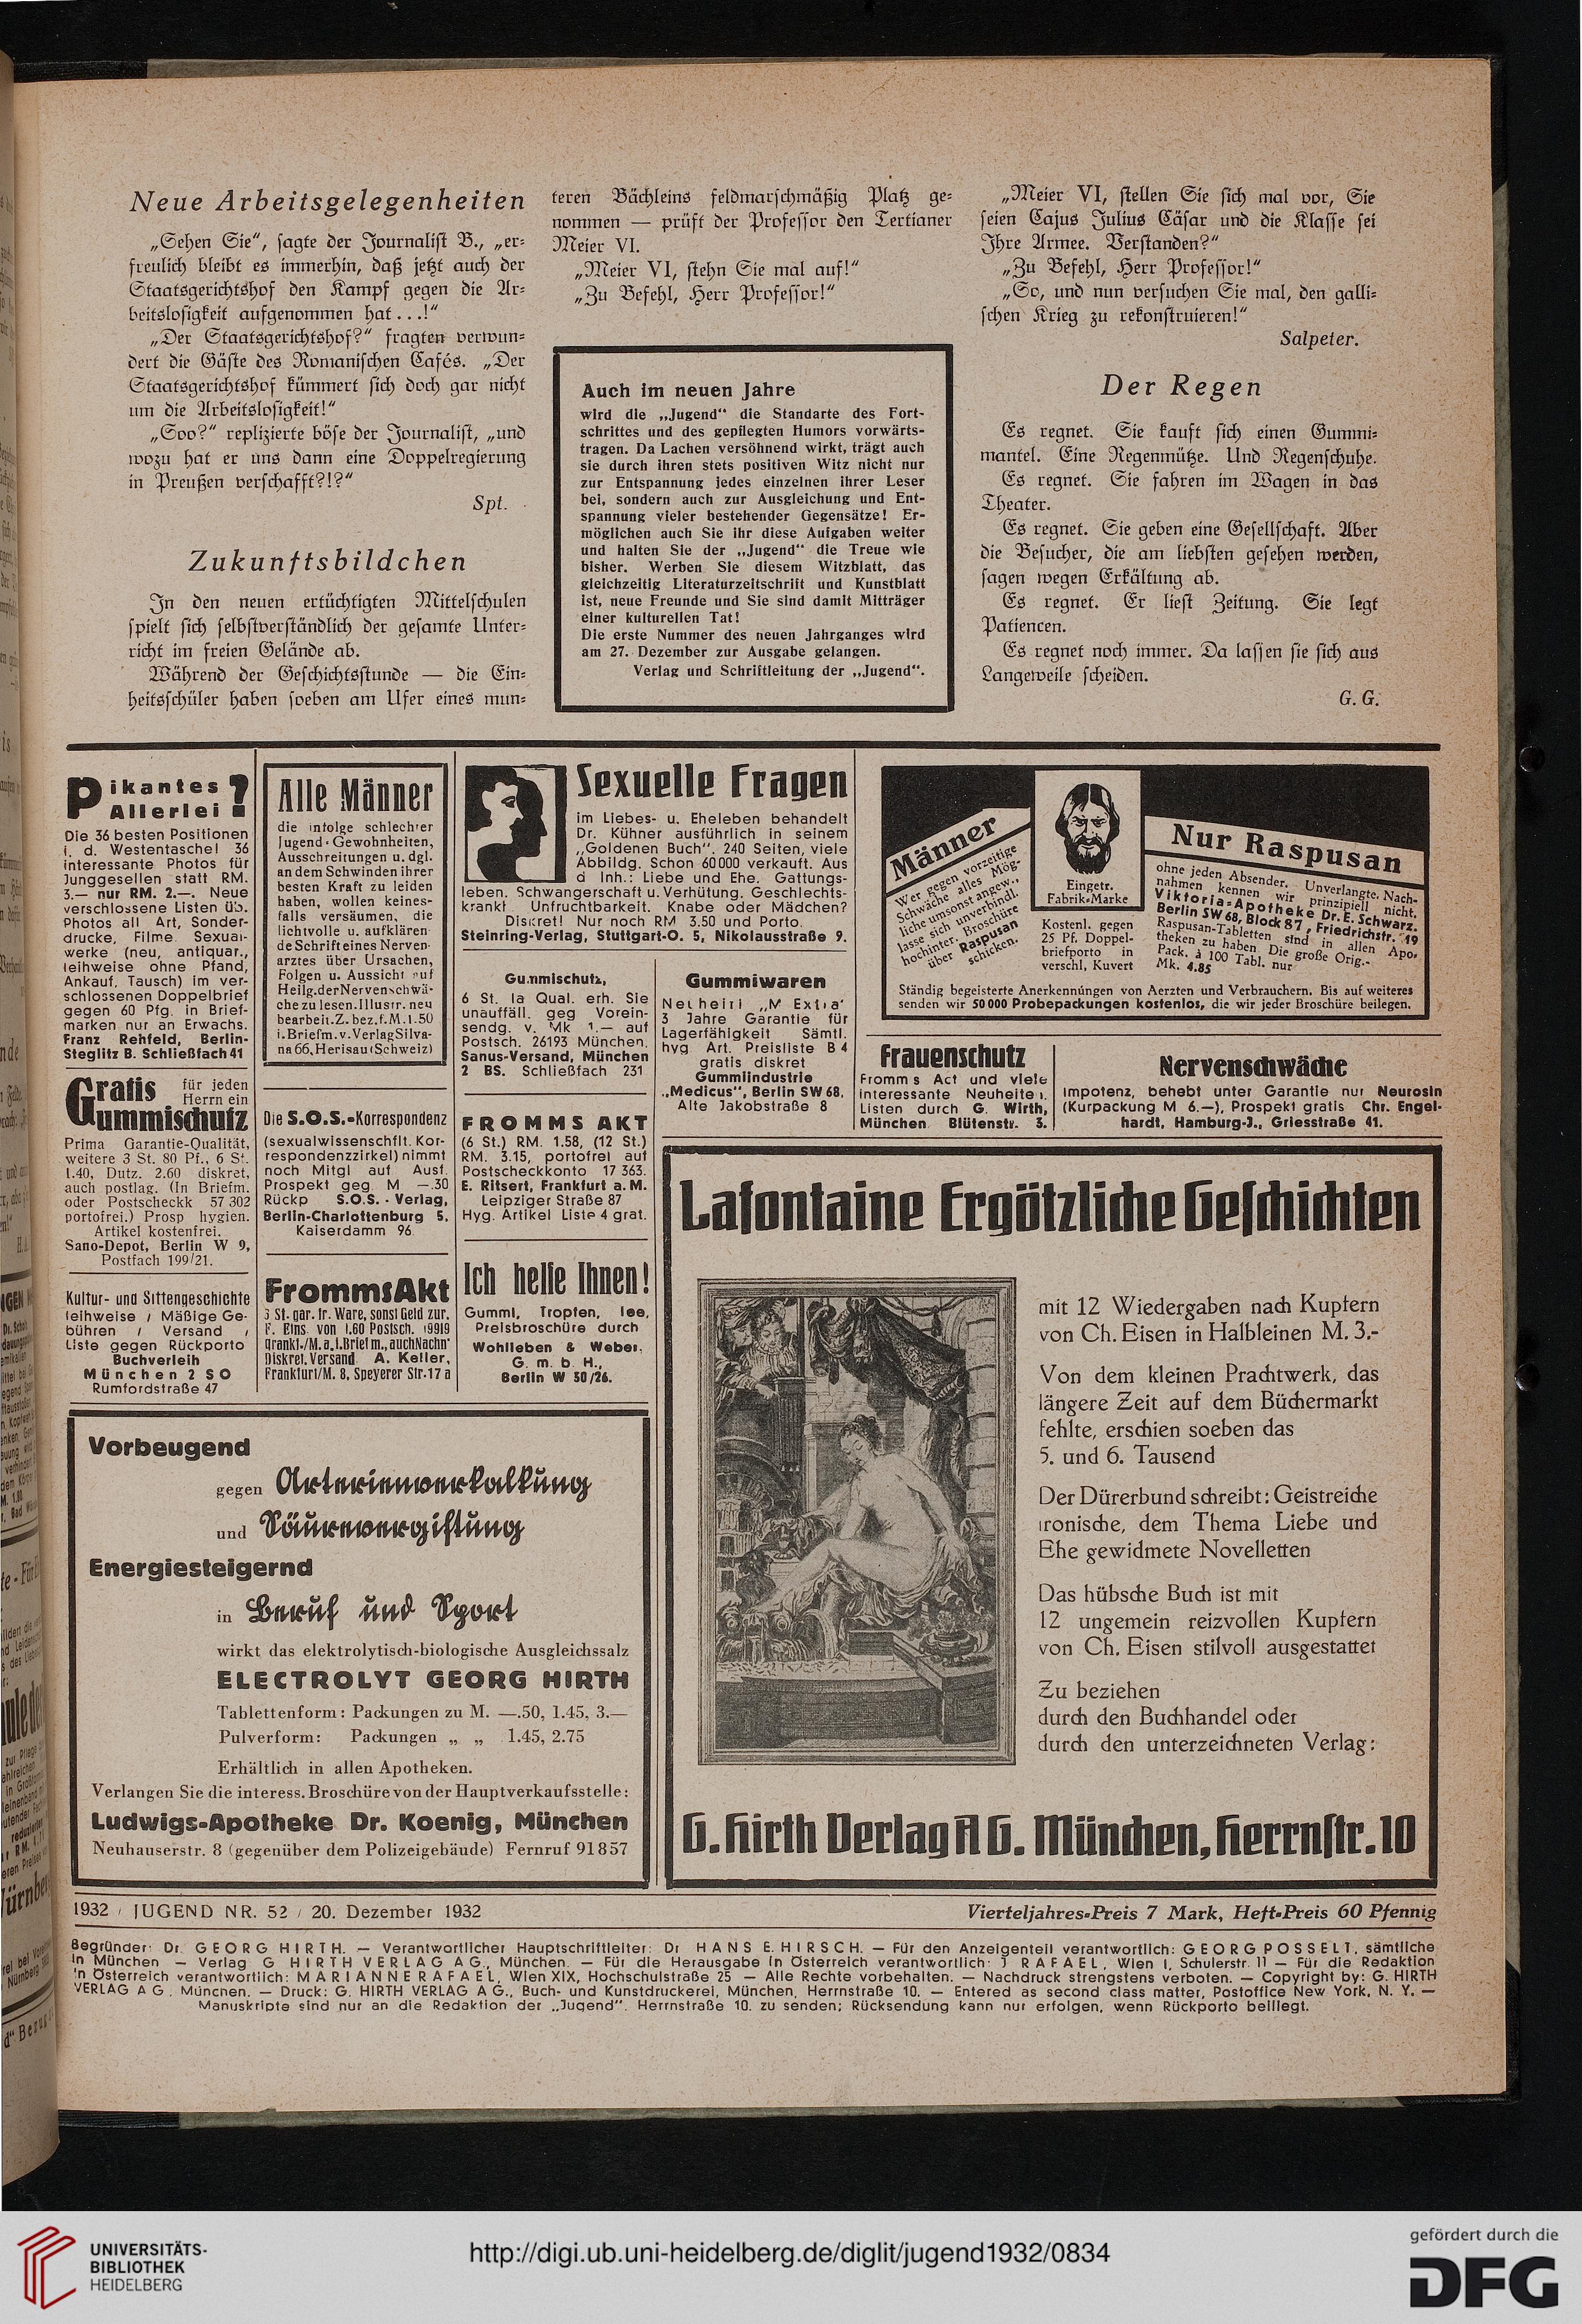 Neue Arbeitsgelegenheiten
„Sehen Sie“, sagte der Journalist B., „er-
freulich bleibt es immerhin, daß jetzt auch der
Staatsgerichtshof den Kampf gegen die Ar-
beitslosigkeit aufgenommen hat...!“
„Der Staatsgerichtshof?“ fragten verwun-
dert die Gäste des Romanischen Cafés. „Der
Staatsgerichtshof kümmert sich doch gar nicht
um die Arbeitslosigkeit!“
„Soo?“ replizierte böse der Journalist, „und
wozu hat er uns dann eine Doppelregierung
in Preußen verschafft?!?“
Spt.
Zukunftsbildchen
In den neuen ertüchtigten Mittelschulen
spielt sich selbstverständlich der gesamte Unter-
richt im freien Gelände ab.
Während der Geschichtsstunde — die Ein-
heitsschüler haben soeben am Ufer eines mun-
teren Bächleins feldmarschmäßig Platz ge-
nommen — prüft der Professor den Tertianer
Meier VI.
„Meier VI, stehn Sie mal auf!“
„Zu Befehl, Herr Professor!“
„Meier VI, stellen Sie sich mal vor, Sie
seien Cajus Julius Cäsar und die Klasse sei
Ihre Armee. Verstanden?“
„Zu Befehl, Herr Professor!“
„So, und nun versuchen Sie mal, den galli-
schen Krieg zu rekonstruieren!“
Salpeter.
Auch im neuen Jahre
wird die „Jugend“ die Standarte des Fort-
schrittes und des gepflegten Humors vorwärts-
tragen. Da Lachen versöhnend wirkt, trägt auch
sie durch ihren stets positiven Witz nicht nur
zur Entspannung jedes einzelnen ihrer Leser
bei, sondern auch zur Ausgleichung und Ent-
spannung vieler bestehender Gegensätze! Er-
möglichen auch Sie ihr diese Aufgaben weiter
und halten Sie der „Jugend“ die Treue wie
bisher. Werben Sie diesem Witzblatt, das
gleichzeitig Literaturzeitschrift und Kunstblatt
ist, neue Freunde und Sie sind damit Mitträger
einer kulturellen Tat!
Die erste Nummer des neuen Jahrganges wird
am 27. Dezember zur Ausgabe gelangen.
Verlag und Schriftleitung der „Jugend“.
Der Regen
Es regnet. Sie kauft sich einen Gummi-
mantel. Eine Regenmütze. Und Regenschuhe.
Es regnet. Sie fahren im Wagen in das
Theater.
Es regnet. Sie geben eine Gesellschaft. Aber
die Besucher, die am liebsten gesehen werden,
sagen wegen Erkältung ab.
Es regnet. Er liest Zeitung. Sie legt
Patiencen.
Es regnet noch immer. Da lassen sie sich aus
Langeweile scheiden.
G. G.
Pikantes
Allerlei ?
Die 36 besten Positionen
i. d. Westentasche! 36
interessante Photos für
Junggesellen statt RM.
3.— nur RM. 2.—. Neue
verschlossene Listen üb.
Photos all Art, Sonder-
drucke, Filme Sexual-
werke (neu, antiquar.,
leihweise ohne Pfand,
Ankauf, Tausch) im ver-
schlossenen Doppelbrief
gegen 60 Pfg. in Brief-
marken nur an Erwachs.
Franz Rehfeld, Berlin-
Steglitz B. Schließfach 41
Gratis für jeden Herrn ein
Gummischutz
Prima Garantie-Qualität,
weitere 3 St. 80 Pf., 6 St.
1.40, Dutz. 2.60 diskret,
auch postlag. (In Briefm.
oder Postscheckk 57 302
portofrei.) Prosp hygien.
Artikel kostenfrei.
Sano-Depot, Berlin W 9,
Postfach 199/21.
Kultur- und Sittengeschichte
leihweise / Mäßige Ge-
bühren / Versand /
Liste gegen Rückporto
Buchverleih
München 2 SO
Rumfordstraße 47
Alle Männer
die infolge schlechter
Jugend-Gewohnheiten,
Ausschreitungen u. dgl.
an dem Schwinden ihrer
besten Kraft zu leiden
haben, wollen keines-
falls versäumen, die
lichtvolle u. aufklären
de Schrift eines Nerven-
arztes über Ursachen,
Folgen u. Aussicht auf
Heilg. der Nervenschwä-
che zu lesen. Illustr. neu
bearbeit. Z. bez. f. M. 1.50
i. Briefm. v. Verlag Silva-
na 66, Herisau (Schweiz)
Die S.O.S.-Korrespondenz
(sexualwissenschftlt. Kor-
respondenzzirkel) nimmt
noch Mitgl auf Ausf.
Prospekt geg M —.30
Rückp S.O.S.-Verlag,
Berlin-Charlottenburg 5,
Kaiserdamm 96
FrommsAkt
3 St. gar. fr. Ware, sonst Geld zur.
F. Eins. von 1.60 Postsch. 19919
Frankf./M. a. i. Brief m., auch Nachn
Diskret. Versand A. Keller,
Frankfurt/M. 8, Speyerer Str. 17 a
Sexuelle Fragen
im Liebes- u. Eheleben behandelt
Dr. Kühner ausführlich in seinem
„Goldenen Buch“. 240 Seiten, viele
Abbildg. Schon 60000 verkauft. Aus
d Inh.: Liebe und Ehe. Gattungs-
leben. Schwangerschaft u. Verhütung. Geschlechts-
krankt Unfruchtbarkeit. Knabe oder Mädchen?
Diskret! Nur noch RM 3.50 und Porto.
Steinring-Verlag, Stuttgart-O. 5, Nikolausstraße 9.
Gummischutz,
6 St. Ia Qual. erh. Sie
unauffäll. geg Vorein-
sendg. v. Mk 1.— auf
Postsch. 26193 München.
Sanus-Versand, München
2 BS. Schließfach 231
FROMMS AKT
(6 St.) RM. 1.58, (12 St.)
RM. 3.15, portofrei auf
Postscheckkonto 17 363.
E. Ritsert, Frankfurt a. M.
Leipziger Straße 87
Hyg. Artikel Liste 4 grat.
Ich helfe Ihnen!
Gummi, Tropfen, Tee,
Preisbroschüre durch
Wohlleben & Weber,
G. m. b. H.,
Berlin W 30/26.
Gummiwaren
Neuheit! „M Extra“
3 Jahre Garantie für
Lagerfähigkeit Sämtl.
hyg Art. Preisliste B 4
gratis diskret
Gummiindustrie
„Medicus“, Berlin SW 68,
Alte Jakobstraße 8
Männer
Wer gegen vorzeitige
Schwäche alles Mög-
liche umsonst angew.,
lasse sich unverbindl.
hochinter. Broschüre
über Raspusan
schicken.
Eingetr.
Fabrik-Marke
Kostenl. gegen
25 Pf. Doppel-
briefporto in
verschl. Kuvert
Nur Raspusan
ohne jeden Absender. Unverlangte Nach-
nahmen kennen wir prinzipiell nicht.
Viktoria-Apotheke Dr. E. Schwarz.
Berlin SW 68, Block 87, Friedrichstr. 19
Raspusan-Tabletten sind in allen Apo-
theken zu haben Die große Orig.-
Pack. à 100 Tabl. nur
Mk. 4.85
Ständig begeisterte Anerkennungen von Aerzten und Verbrauchern. Bis auf weiteres
senden wir 50 000 Probepackungen kostenlos, die wir jeder Broschüre beilegen.
Frauenschutz
Fromms Act und viele
interessante Neuheiten.
Listen durch G. Wirth,
München Blütenstr. 3.
Nervenschwäche
Impotenz, behebt unter Garantie nur Neurosin
(Kurpackung M 6.—), Prospekt gratis Chr. Engel-
hardt, Hamburg-J., Griesstraße 41.
Vorbeugend
gegen Arterienverkalkung
und Säurevergiftung
Energiesteigernd
in Beruf und Sport
wirkt das elektrolytisch-biologische Ausgleichssalz
ELECTROLYT GEORG HIRTH
Tablettenform: Packungen zu M. —.50, 1.45, 3.—
Pulverform: Packungen „ „ 1.45, 2.75
Erhältlich in allen Apotheken.
Verlangen Sie die interess. Broschüre von der Hauptverkaufsstelle:
Ludwigs-Apotheke Dr. Koenig, München
Neuhauserstr. 8 (gegenüber dem Polizeigebäude) Fernruf 91857
Lafontaine Ergötzliche Geschichten
mit 12 Wiedergaben nach Kupfern
von Ch. Eisen in Halbleinen M. 3.-
Von dem kleinen Prachtwerk, das
längere Zeit auf dem Büchermarkt
fehlte, erschien soeben das
5. und 6. Tausend
Der Dürerbund schreibt: Geistreiche
ironische, dem Thema Liebe und
Ehe gewidmete Novelletten
Das hübsche Buch ist mit
12 ungemein reizvollen Kupfern
von Ch. Eisen stilvoll ausgestattet
Zu beziehen
durch den Buchhandel oder
durch den unterzeichneten Verlag:
G. Hirth Verlag A G. München, Herrnstr. 10
1932 / JUGEND NR. 52 / 20. Dezember 1932
Vierteljahres-Preis 7 Mark, Heft-Preis 60 Pfennig
Begründer: Dr. GEORG HIRTH. — Verantwortlicher Hauptschriftleiter: Dr HANS E. HIRSCH. — Für den Anzeigenteil verantwortlich: GEORG POSSELT, sämtliche
in München — Verlag G HIRTH VERLAG AG., München. — Für die Herausgabe in Österreich verantwortlich: J RAFAEL, Wien I, Schulerstr. 11 — Für die Redaktion
in Österreich verantwortlich: MARIANNE RAFAEL, Wien XIX, Hochschulstraße 25 — Alle Rechte vorbehalten. — Nachdruck strengstens verboten. — Copyright by: G. HIRTH
VERLAG A G. München. — Druck: G. HIRTH VERLAG A G., Buch- und Kunstdruckerei, München, Herrnstraße 10. — Entered as second class matter, Postoffice New York, N. Y. —
Manuskripte sind nur an die Redaktion der „Jugend“, Herrnstraße 10. zu senden; Rücksendung kann nur erfolgen, wenn Rückporto beiliegt.
UNIVERSITÄTS-
BIBLIOTHEK
HEIDELBERG
http://digi.ub.uni-heidelberg.de/diglit/jugend1932/0834
gefördert durch die
DFG